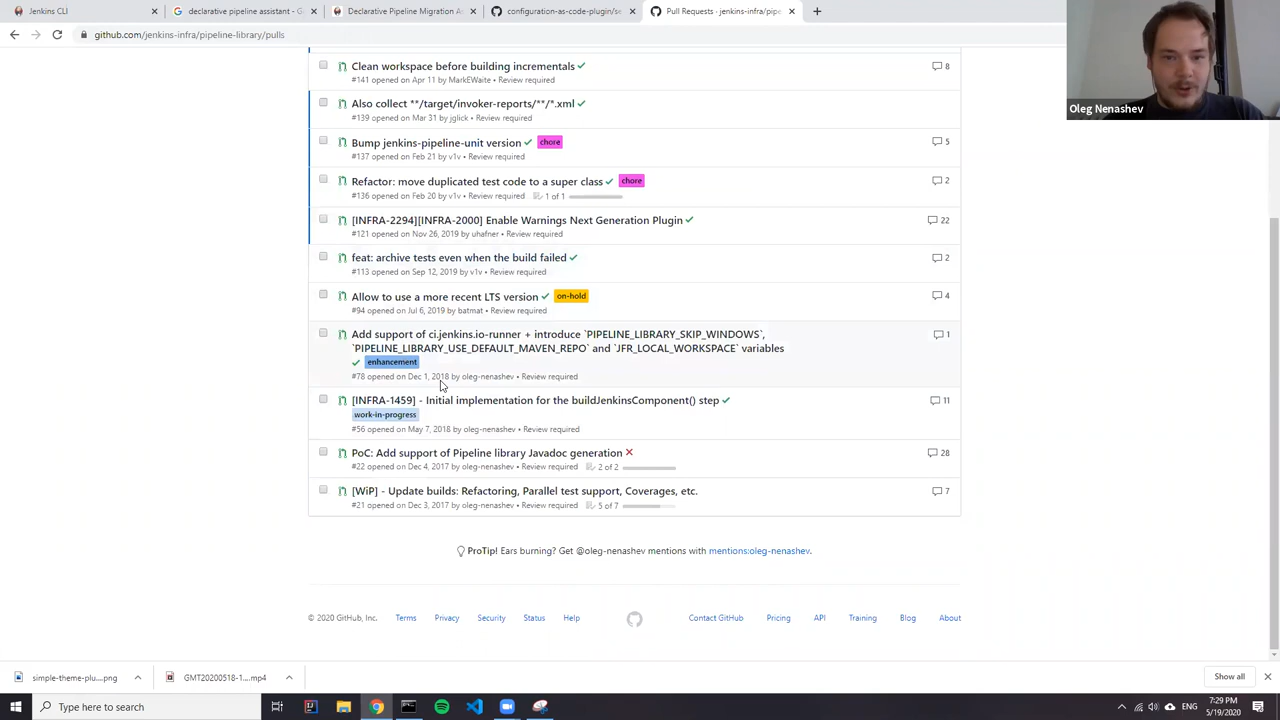 Jenkins CLI
declarative pipeline assistant - G
Declarative Pipeline Migration A
configuration-as-code-plugin/se
Pull Requests · jenkins-infra/pipe
github.com/jenkins-infra/pipeline-library/pulls
Oleg Nenashev
Clean workspace before building incrementals
8
#141 opened on Apr 11 by MarkEWaite • Review required
Also collect **/target/invoker-reports/**/*.xml
#139 opened on Mar 31 by jglick • Review required
Bump jenkins-pipeline-unit version chore
5
#137 opened on Feb 21 by v1v • Review required
Refactor: move duplicated test code to a super class chore
2
#136 opened on Feb 20 by v1v • Review required 1 of 1
[INFRA-2294][INFRA-2000] Enable Warnings Next Generation Plugin
22
#121 opened on Nov 26, 2019 by uhafner • Review required
feat: archive tests even when the build failed
2
#113 opened on Sep 12, 2019 by v1v • Review required
Allow to use a more recent LTS version on-hold
4
#94 opened on Jul 6, 2019 by batmat • Review required
Add support of ci.jenkins.io-runner + introduce `PIPELINE_LIBRARY_SKIP_WINDOWS`,
1
`PIPELINE_LIBRARY_USE_DEFAULT_MAVEN_REPO` and `JFR_LOCAL_WORKSPACE` variables
enhancement
#78 opened on Dec 1, 2018 by oleg-nenashev • Review required
[INFRA-1459] - Initial implementation for the buildJenkinsComponent() step
11
work-in-progress
#56 opened on May 7, 2018 by oleg-nenashev • Review required
PoC: Add support of Pipeline library Javadoc generation
28
#22 opened on Dec 4, 2017 by oleg-nenashev • Review required 2 of 2
[WiP] - Update builds: Refactoring, Parallel test support, Coverages, etc.
7
#21 opened on Dec 3, 2017 by oleg-nenashev • Review required 5 of 7
ProTip! Ears burning? Get @oleg-nenashev mentions with mentions:oleg-nenashev.
© 2020 GitHub, Inc. Terms Privacy Security Status Help Contact GitHub Pricing API Training Blog About
simple-theme-plu....png
GMT20200518-1....mp4
Show all
Type here to search
ENG
7:29 PM
5/19/2020